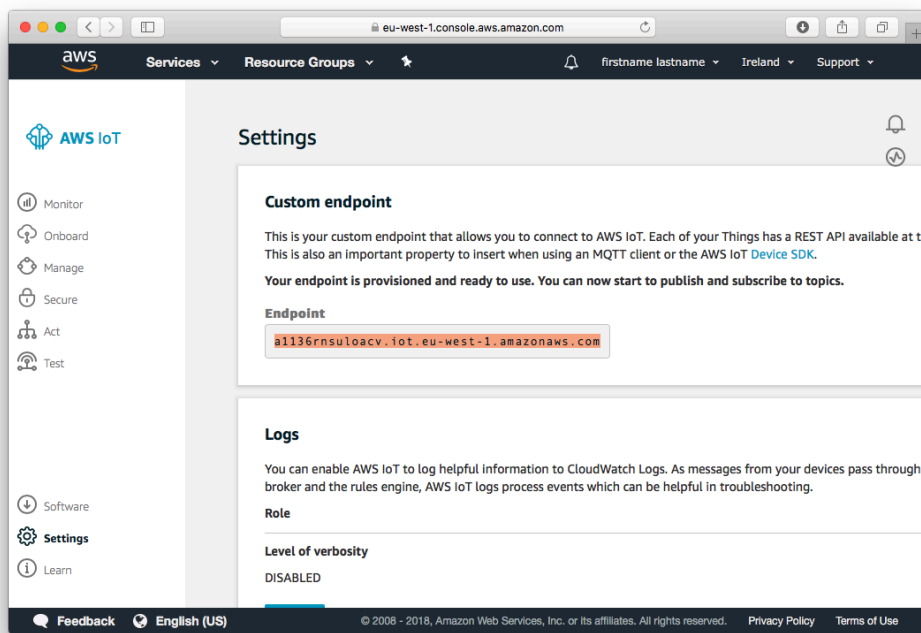 eu-west-1.console.aws.amazon.com
aws Services Resource Groups firstname lastname Ireland Support
AWS IoT
Monitor
Onboard
Manage
Secure
Act
Test
Software
Settings
Learn
Settings
Custom endpoint
This is your custom endpoint that allows you to connect to AWS IoT. Each of your Things has a REST API available at t
This is also an important property to insert when using an MQTT client or the AWS IoT Device SDK.
Your endpoint is provisioned and ready to use. You can now start to publish and subscribe to topics.
Endpoint
a1136rnsuloacv.iot.eu-west-1.amazonaws.com
Logs
You can enable AWS IoT to log helpful information to CloudWatch Logs. As messages from your devices pass through
broker and the rules engine, AWS IoT logs process events which can be helpful in troubleshooting.
Role
Level of verbosity
DISABLED
Feedback English (US) © 2008 - 2018, Amazon Web Services, Inc. or its affiliates. All rights reserved. Privacy Policy Terms of Use